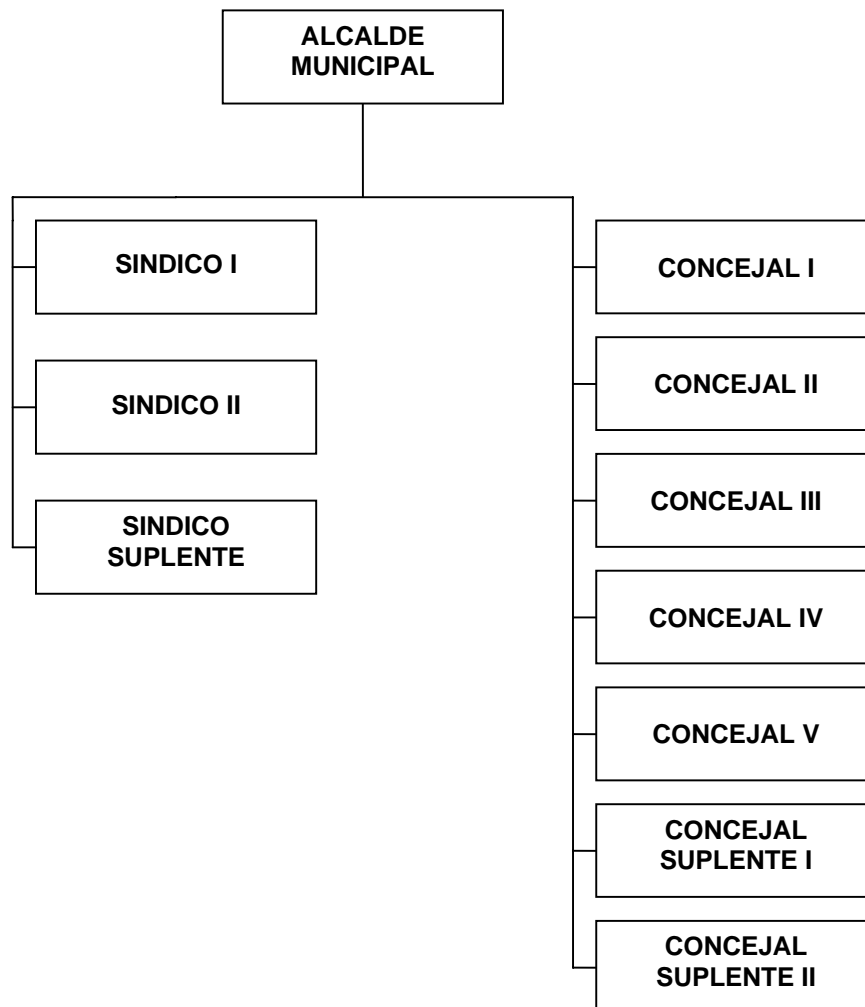 ALCALDE
MUNICIPAL
SINDICO I
SINDICO II
SINDICO
SUPLENTE
CONCEJAL I
CONCEJAL II
CONCEJAL III
CONCEJAL IV
CONCEJAL V
CONCEJAL
SUPLENTE I
CONCEJAL
SUPLENTE II